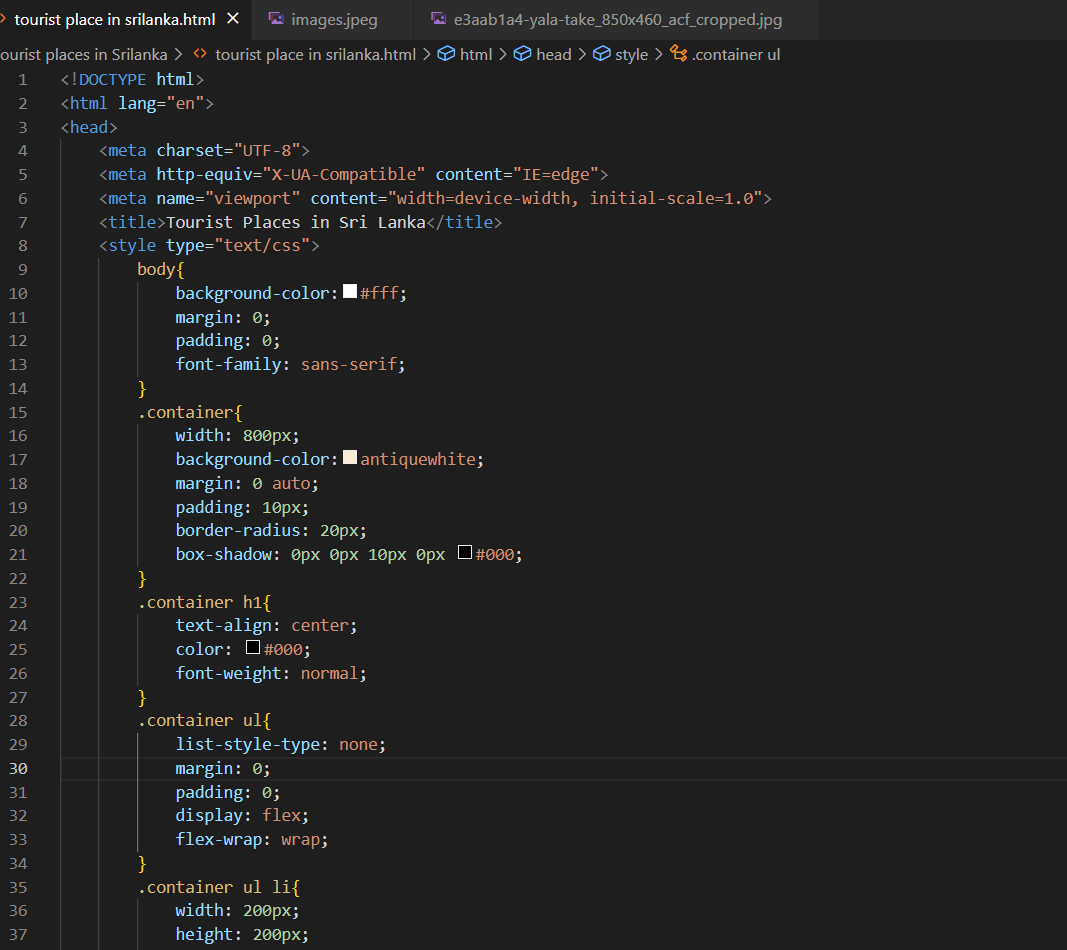 tourist place in srilanka.html × images.jpeg e3aab1a4-yala-take_850x460_acf_cropped.jpg
ourist places in Srilanka > <> tourist place in srilanka.html > html > head > style > .container ul
1 <!DOCTYPE html>
2 <html lang="en">
3 <head>
4 <meta charset="UTF-8">
5 <meta http-equiv="X-UA-Compatible" content="IE=edge">
6 <meta name="viewport" content="width=device-width, initial-scale=1.0">
7 <title>Tourist Places in Sri Lanka</title>
8 <style type="text/css">
9 body{
10 background-color:#fff;
11 margin: 0;
12 padding: 0;
13 font-family: sans-serif;
14 }
15 .container{
16 width: 800px;
17 background-color:antiquewhite;
18 margin: 0 auto;
19 padding: 10px;
20 border-radius: 20px;
21 box-shadow: 0px 0px 10px 0px #000;
22 }
23 .container h1{
24 text-align: center;
25 color: #000;
26 font-weight: normal;
27 }
28 .container ul{
29 list-style-type: none;
30 margin: 0;
31 padding: 0;
32 display: flex;
33 flex-wrap: wrap;
34 }
35 .container ul li{
36 width: 200px;
37 height: 200px;